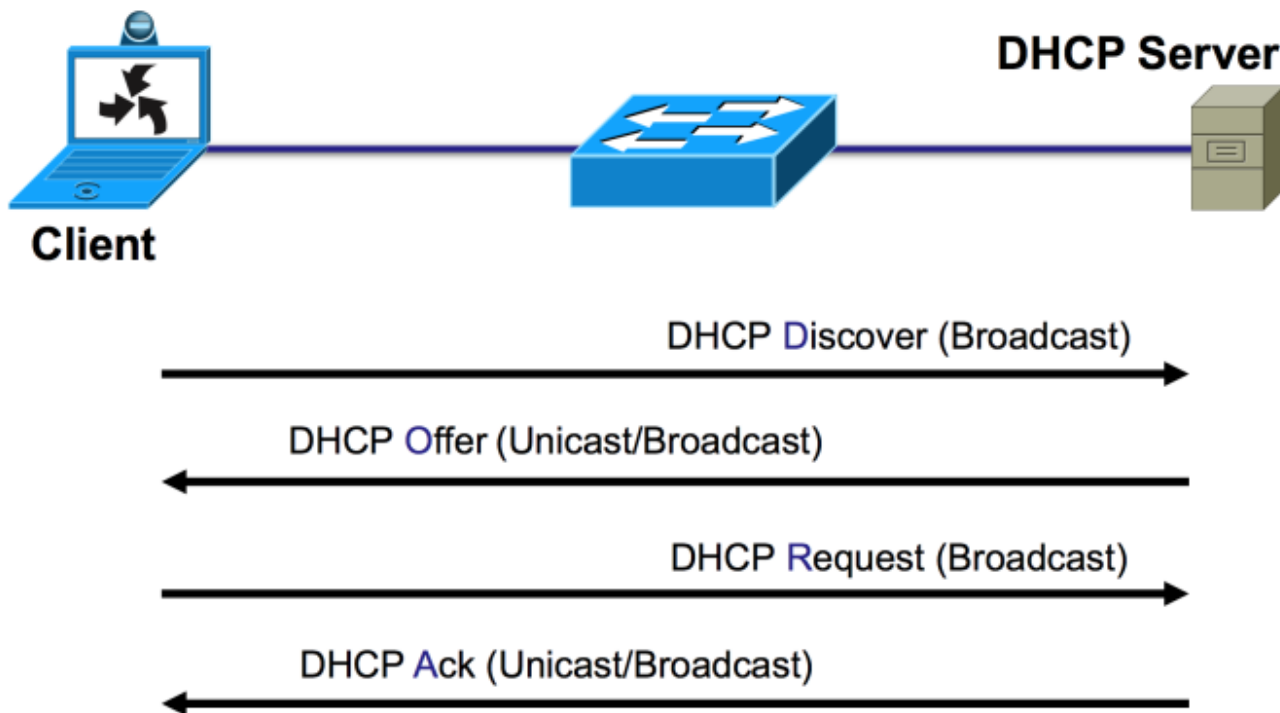 DHCP Server
Client
DHCP Discover (Broadcast)
DHCP Offer (Unicast/Broadcast)
DHCP Request (Broadcast)
DHCP Ack (Unicast/Broadcast)